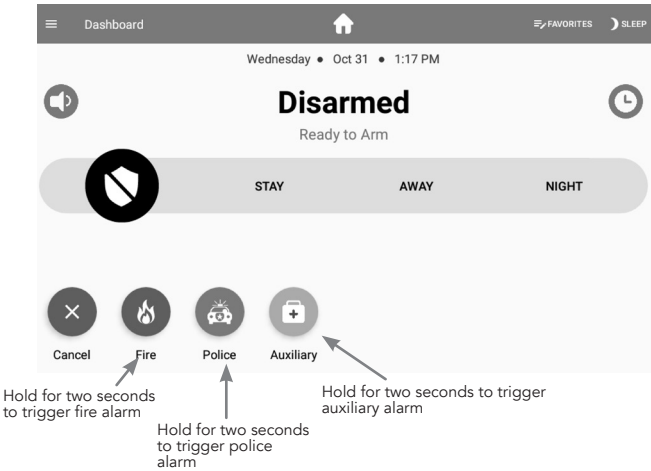 Dashboard
FAVORITES
SLEEP
Wednesday ● Oct 31 ● 1:17 PM
Disarmed
Ready to Arm
STAY
AWAY
NIGHT
Cancel
Fire
Police
Auxiliary
Hold for two seconds
to trigger fire alarm
Hold for two seconds
to trigger police
alarm
Hold for two seconds to trigger
auxiliary alarm